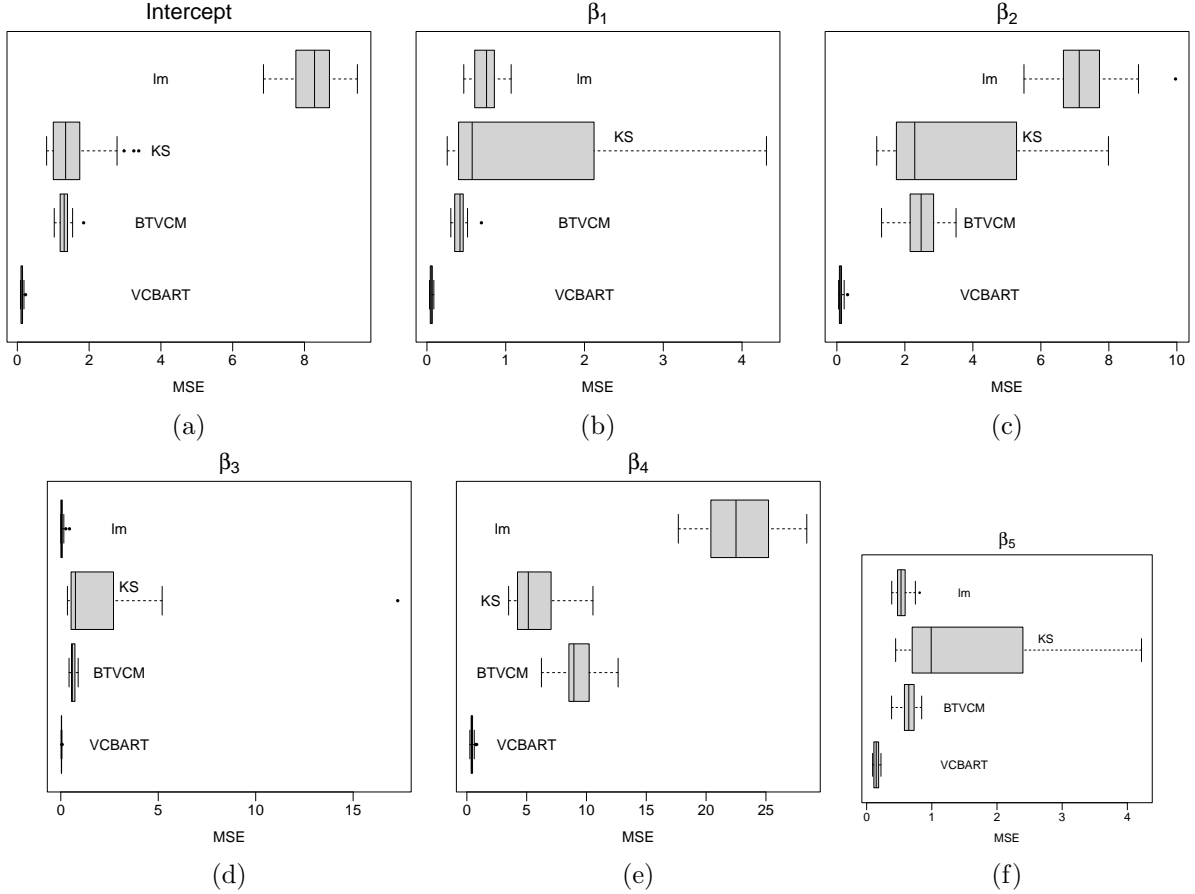 Intercept
lm
KS
BTVCM
VCBART
0 2 4 6 8
MSE
(a)
β1
lm
KS
BTVCM
VCBART
0 1 2 3 4
MSE
(b)
β2
lm
KS
BTVCM
VCBART
0 2 4 6 8 10
MSE
(c)
β3
lm
KS
BTVCM
VCBART
0 5 10 15
MSE
(d)
β4
lm
KS
BTVCM
VCBART
0 5 10 15 20 25
MSE
(e)
β5
lm
KS
BTVCM
VCBART
0 1 2 3 4
MSE
(f)